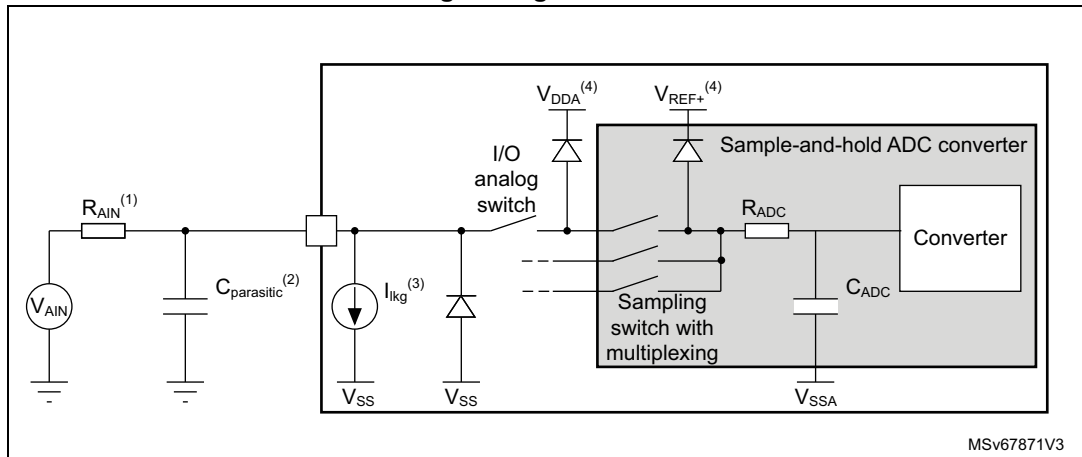 V_DDA^(4)
V_REF+^(4)
Sample-and-hold ADC converter
I/O
analog
switch
R_AIN^(1)
R_ADC
Converter
V_AIN
C_parasitic^(2)
I_lkg^(3)
C_ADC
Sampling
switch with
multiplexing
V_SS
V_SS
V_SSA
MSv67871V3